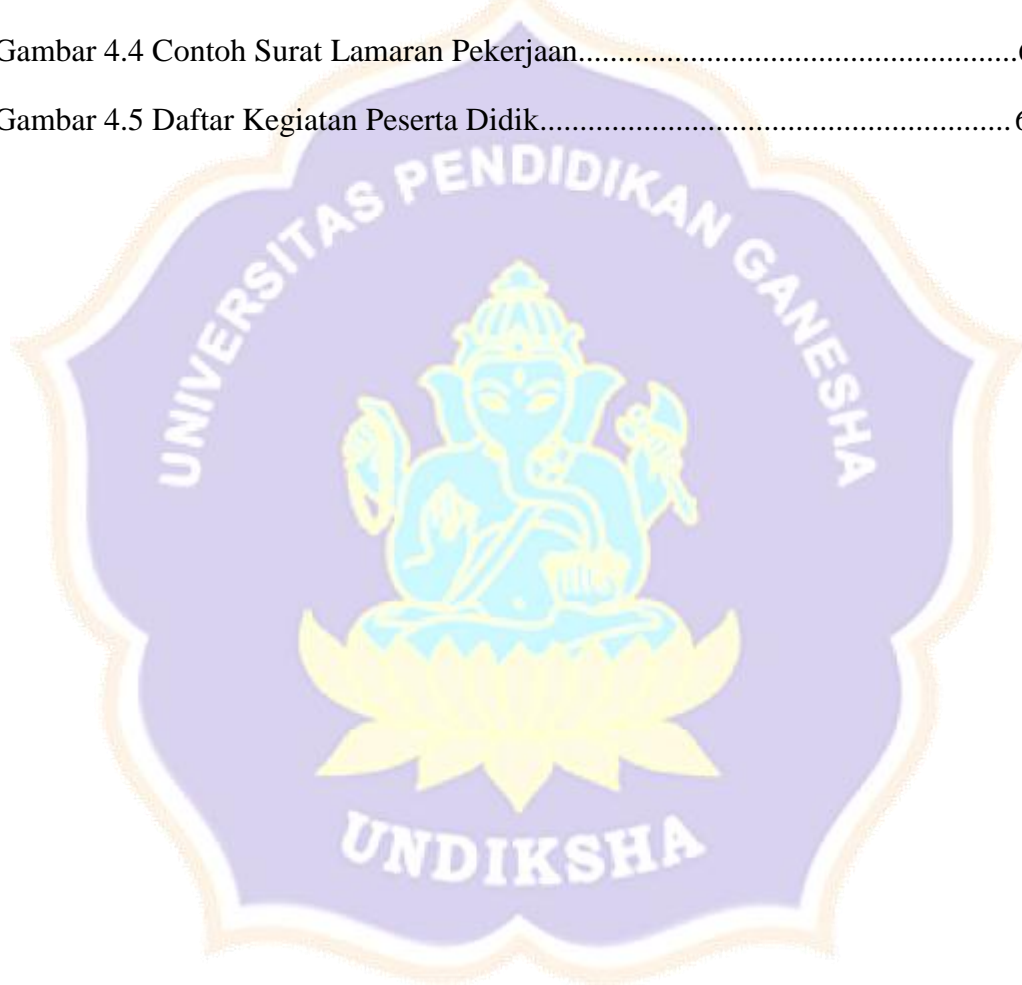 Gambar 4.4 Contoh Surat Lamaran Pekerjaan......................................................
Gambar 4.5 Daftar Kegiatan Peserta Didik..........................................................
UNIVERSITAS PENDIDIKAN GANESHA
UNDIKSHA